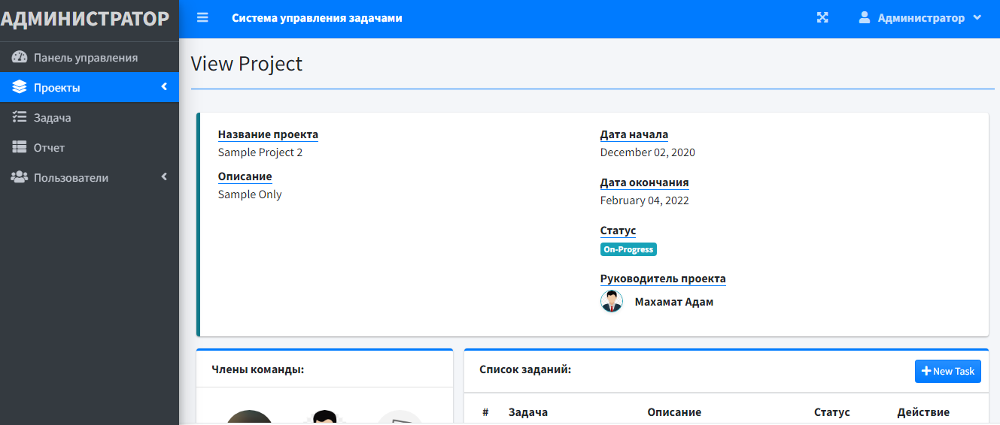 АДМИНИСТРАТОР
Система управления задачами
Администратор
Панель управления
Проекты
Задача
Отчет
Пользователи
View Project
Название проекта
Sample Project 2
Описание
Sample Only
Дата начала
December 02, 2020
Дата окончания
February 04, 2022
Статус
On-Progress
Руководитель проекта
Махамат Адам
Члены команды:
Список заданий:
New Task
# Задача Описание Статус Действие